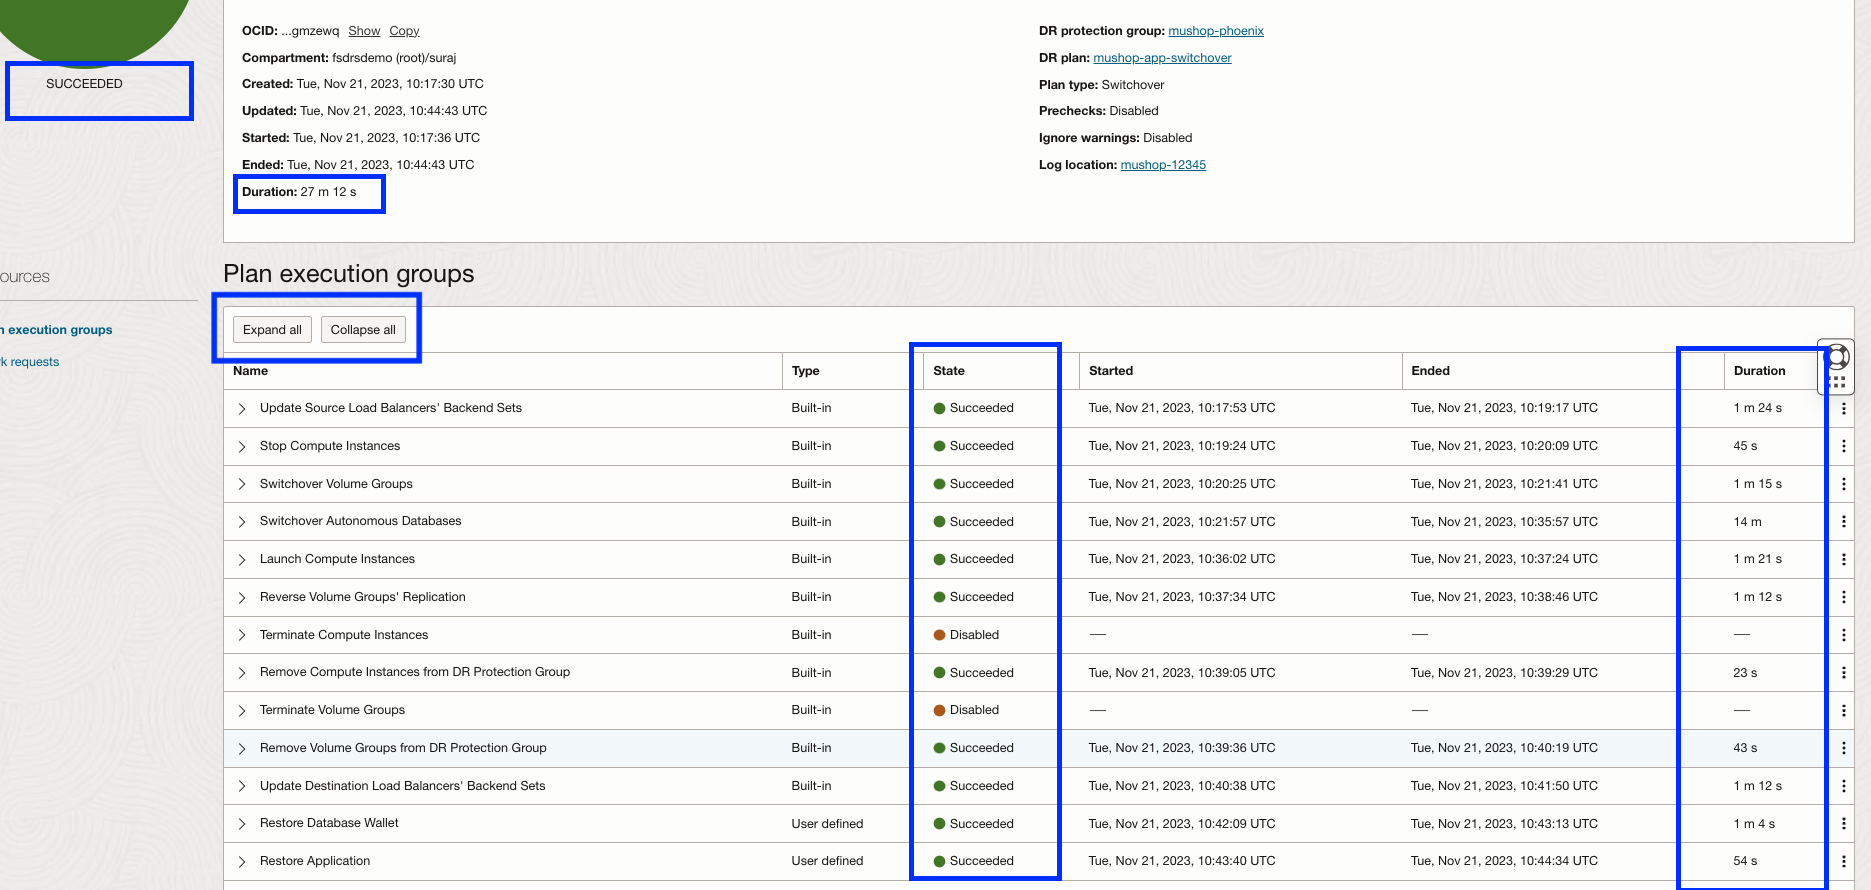 SUCCEEDED
OCID: ...gmzewq Show Copy
Compartment: fsdrsdemo (root)/suraj
Created: Tue, Nov 21, 2023, 10:17:30 UTC
Updated: Tue, Nov 21, 2023, 10:44:43 UTC
Started: Tue, Nov 21, 2023, 10:17:36 UTC
Ended: Tue, Nov 21, 2023, 10:44:43 UTC
Duration: 27 m 12 s
DR protection group: mushop-phoenix
DR plan: mushop-app-switchover
Plan type: Switchover
Prechecks: Disabled
Ignore warnings: Disabled
Log location: mushop-12345
ources
n execution groups
k requests
Plan execution groups
Expand all Collapse all
Name Type State Started Ended Duration
Update Source Load Balancers' Backend Sets Built-in Succeeded Tue, Nov 21, 2023, 10:17:53 UTC Tue, Nov 21, 2023, 10:19:17 UTC 1 m 24 s
Stop Compute Instances Built-in Succeeded Tue, Nov 21, 2023, 10:19:24 UTC Tue, Nov 21, 2023, 10:20:09 UTC 45 s
Switchover Volume Groups Built-in Succeeded Tue, Nov 21, 2023, 10:20:25 UTC Tue, Nov 21, 2023, 10:21:41 UTC 1 m 15 s
Switchover Autonomous Databases Built-in Succeeded Tue, Nov 21, 2023, 10:21:57 UTC Tue, Nov 21, 2023, 10:35:57 UTC 14 m
Launch Compute Instances Built-in Succeeded Tue, Nov 21, 2023, 10:36:02 UTC Tue, Nov 21, 2023, 10:37:24 UTC 1 m 21 s
Reverse Volume Groups' Replication Built-in Succeeded Tue, Nov 21, 2023, 10:37:34 UTC Tue, Nov 21, 2023, 10:38:46 UTC 1 m 12 s
Terminate Compute Instances Built-in Disabled — — —
Remove Compute Instances from DR Protection Group Built-in Succeeded Tue, Nov 21, 2023, 10:39:05 UTC Tue, Nov 21, 2023, 10:39:29 UTC 23 s
Terminate Volume Groups Built-in Disabled — — —
Remove Volume Groups from DR Protection Group Built-in Succeeded Tue, Nov 21, 2023, 10:39:36 UTC Tue, Nov 21, 2023, 10:40:19 UTC 43 s
Update Destination Load Balancers' Backend Sets Built-in Succeeded Tue, Nov 21, 2023, 10:40:38 UTC Tue, Nov 21, 2023, 10:41:50 UTC 1 m 12 s
Restore Database Wallet User defined Succeeded Tue, Nov 21, 2023, 10:42:09 UTC Tue, Nov 21, 2023, 10:43:13 UTC 1 m 4 s
Restore Application User defined Succeeded Tue, Nov 21, 2023, 10:43:40 UTC Tue, Nov 21, 2023, 10:44:34 UTC 54 s